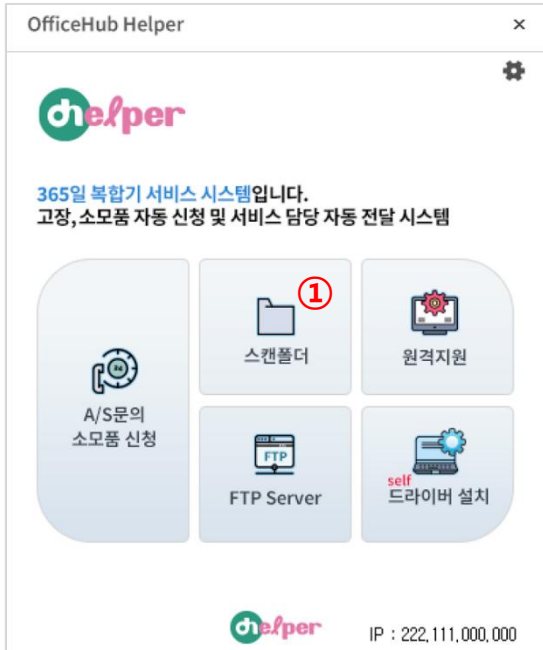 OfficeHub Helper ×
ohelper
365일 복합기 서비스 시스템입니다.
고장,소모품 자동 신청 및 서비스 담당 자동 전달 시스템
①
스캔폴더
원격지원
24
A/S문의
소모품 신청
FTP
FTP Server
self
드라이버 설치
ohelper
IP : 222,111,000,000